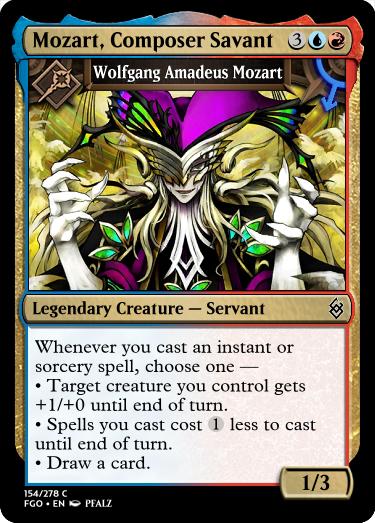 Mozart, Composer Savant 3
Wolfgang Amadeus Mozart
Legendary Creature — Servant
Whenever you cast an instant or
sorcery spell, choose one —
• Target creature you control gets
+1/+0 until end of turn.
• Spells you cast cost 1 less to cast
until end of turn.
• Draw a card.
1/3
154/278 C
FGO • EN PFALZ